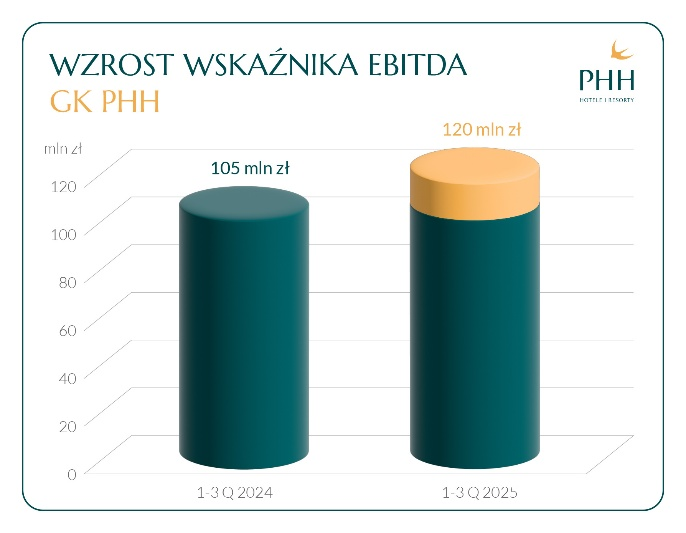 WZROST WSKAŹNIKA EBITDA
GK PHH
PHH
HOTELE I RESORTY
mln zł
120 mln zł
105 mln zł
120
100
80
60
40
20
0
1-3 Q 2024
1-3 Q 2025